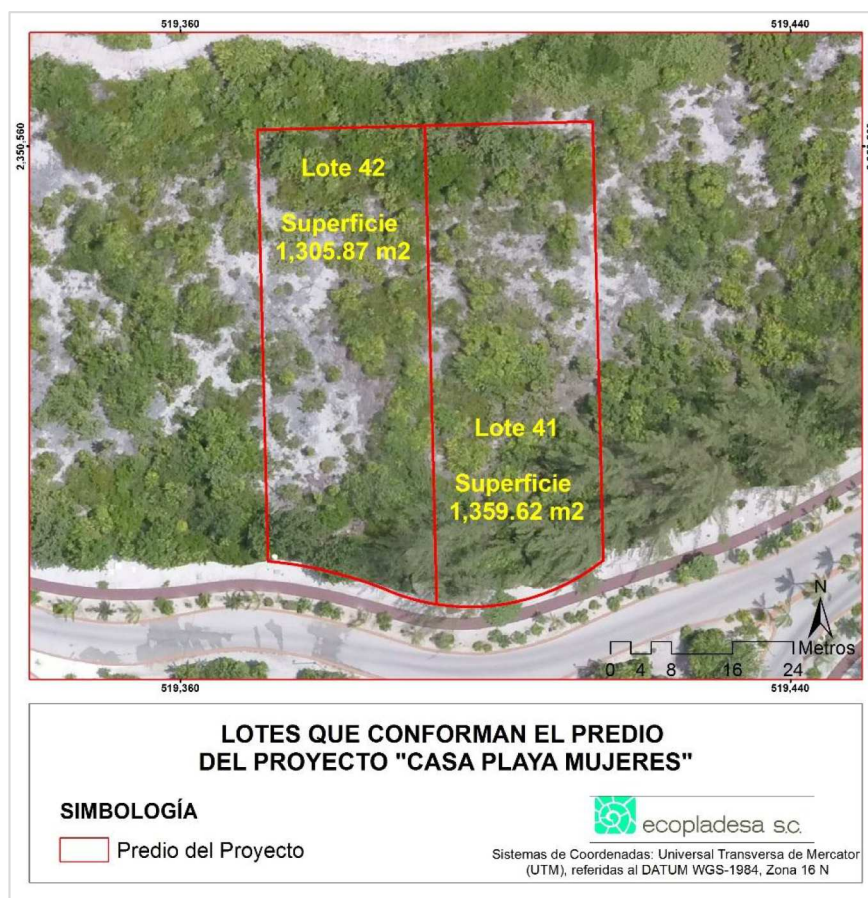 519,360
519,440
2,350,560
Lote 42
Superficie
1,305.87 m2
Lote 41
Superficie
1,359.62 m2
N
Metros
0 4 8 16 24
519,360
519,440
LOTES QUE CONFORMAN EL PREDIO
DEL PROYECTO "CASA PLAYA MUJERES"
SIMBOLOGÍA
Predio del Proyecto
ecopladesa s.c.
Sistemas de Coordenadas: Universal Transversa de Mercator
(UTM), referidas al DATUM WGS-1984, Zona 16 N